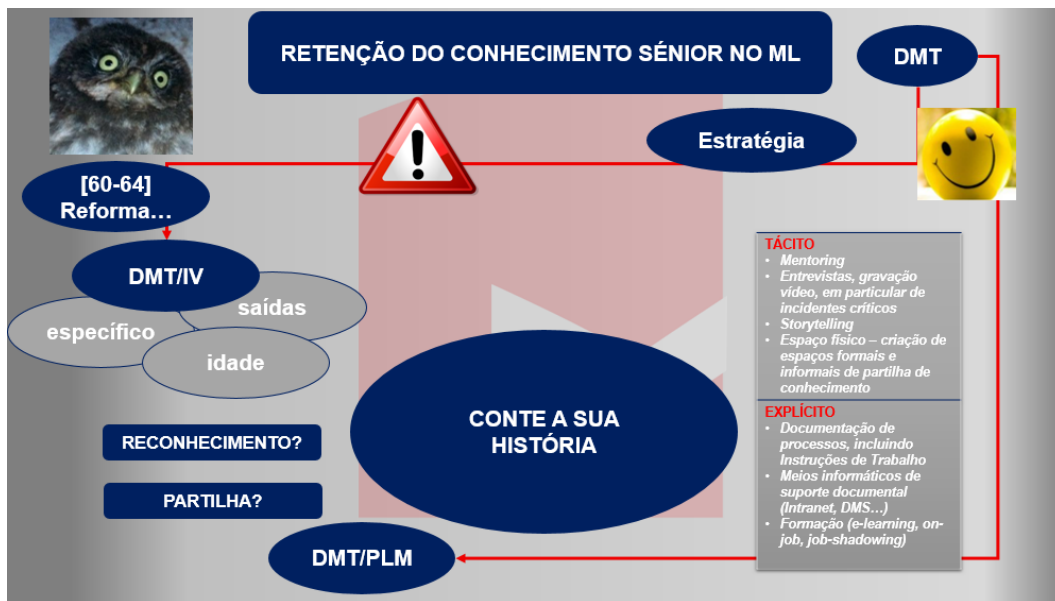 RETENÇÃO DO CONHECIMENTO SÉNIOR NO ML
DMT
Estratégia
[60-64]
Reforma...
DMT/IV
saídas
específico
idade
TÁCITO
• Mentoring
• Entrevistas, gravação
vídeo, em particular de
incidentes críticos
• Storytelling
• Espaço físico – criação de
espaços formais e
informais de partilha de
conhecimento
CONTE A SUA
HISTÓRIA
EXPLÍCITO
• Documentação de
processos, incluindo
Instruções de Trabalho
• Meios informáticos de
suporte documental
(Intranet, DMS...)
• Formação (e-learning, on-
job, job-shadowing)
RECONHECIMENTO?
PARTILHA?
DMT/PLM